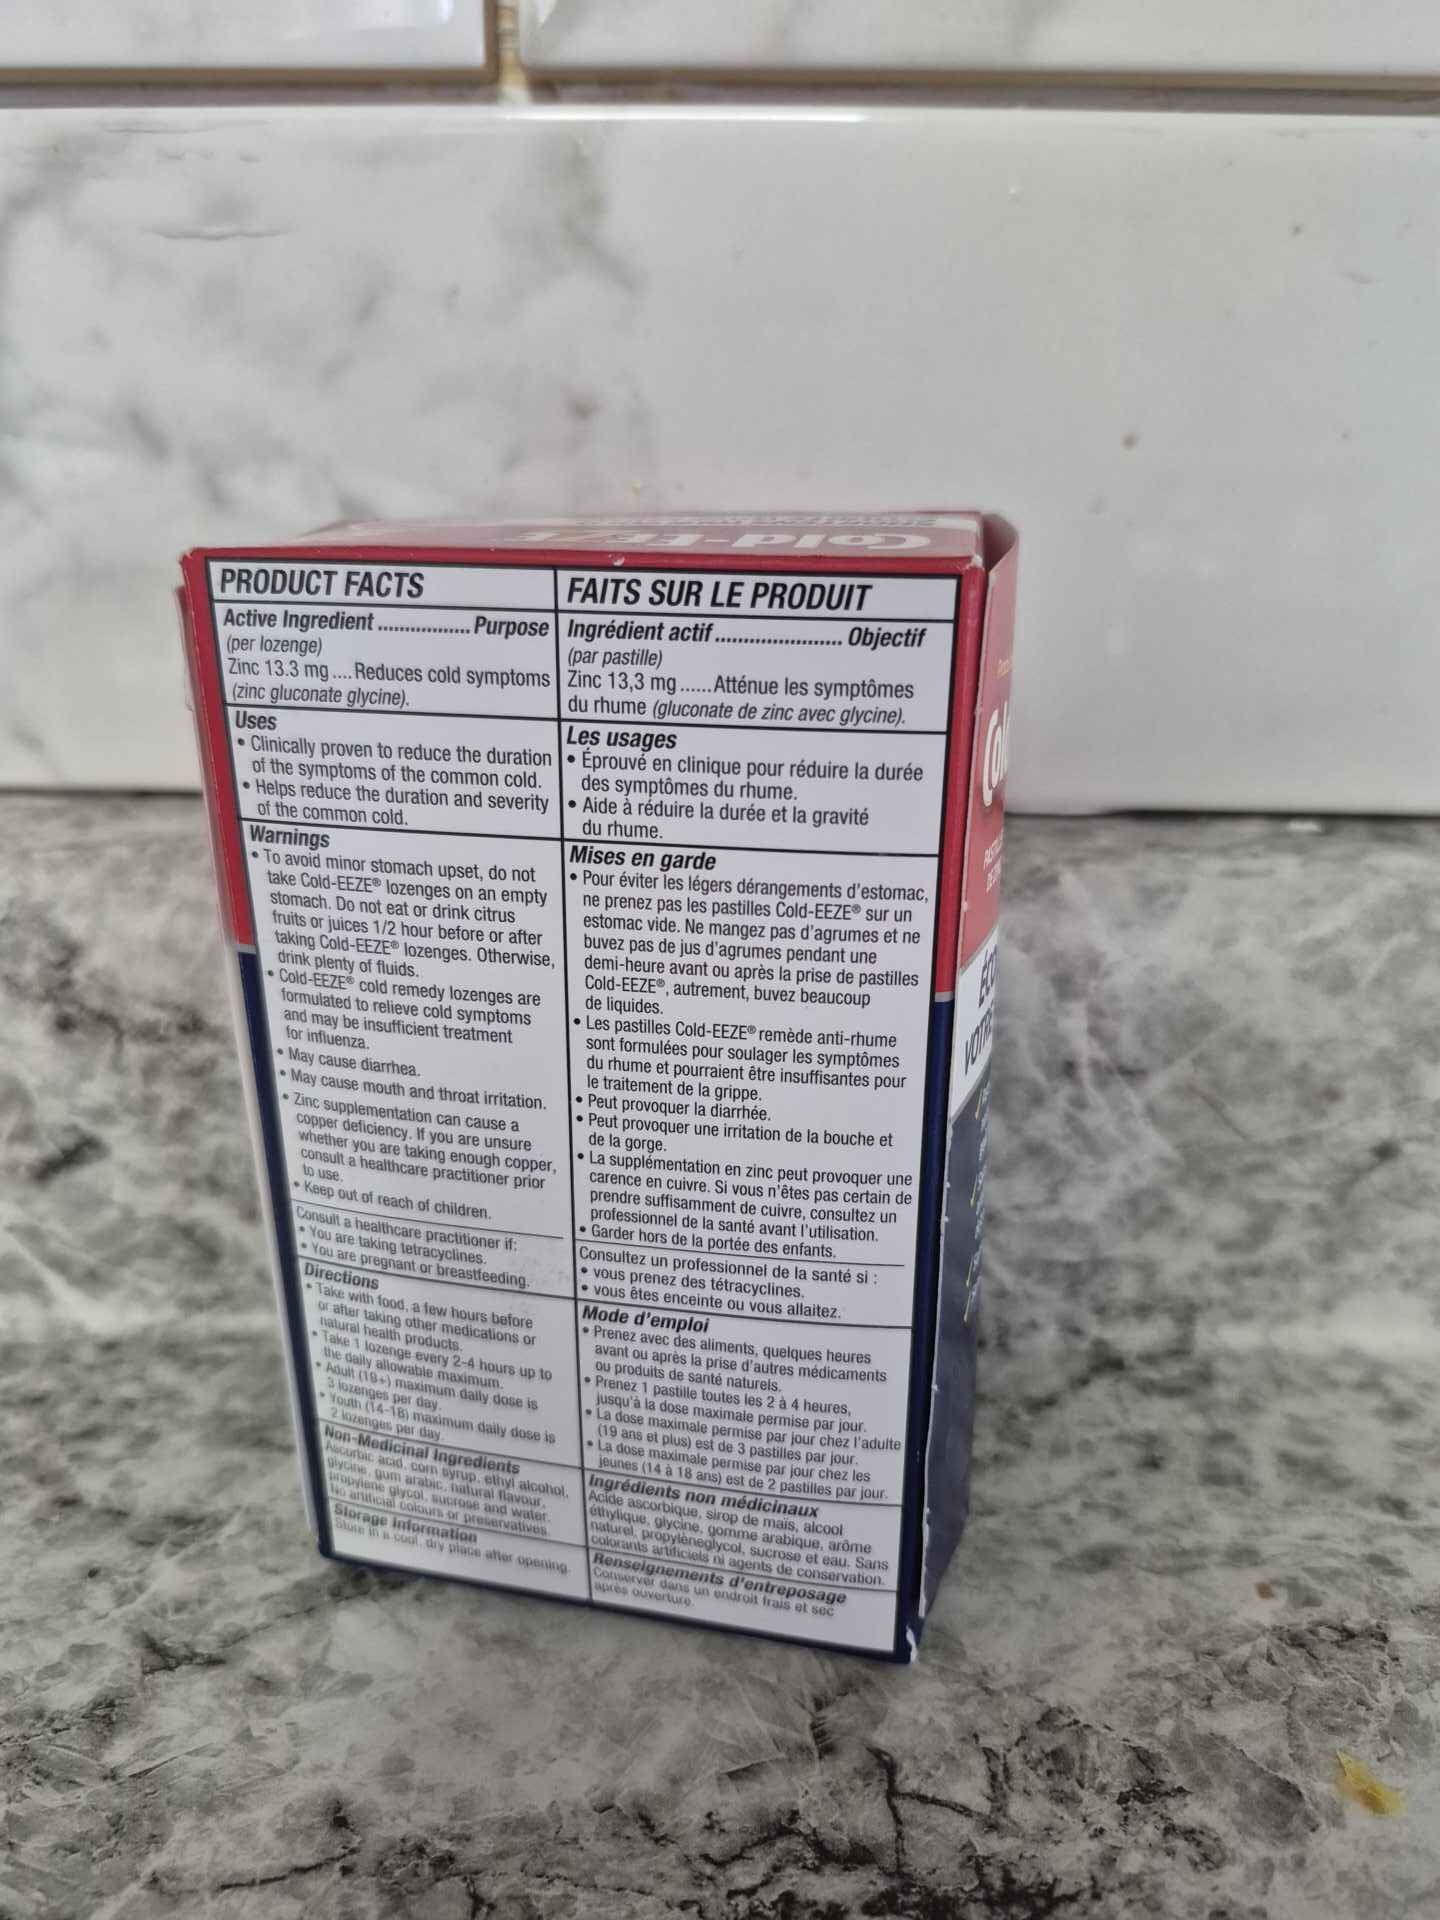 Cold-EEZE
PRODUCT FACTS
Active Ingredient ................. Purpose
(per lozenge)
Zinc 13.3 mg .... Reduces cold symptoms
(zinc gluconate glycine).
Uses
• Clinically proven to reduce the duration
of the symptoms of the common cold.
• Helps reduce the duration and severity
of the common cold.
Warnings
• To avoid minor stomach upset, do not
take Cold-EEZE® lozenges on an empty
stomach. Do not eat or drink citrus
fruits or juices 1/2 hour before or after
taking Cold-EEZE® lozenges. Otherwise,
drink plenty of fluids.
• Cold-EEZE® cold remedy lozenges are
formulated to relieve cold symptoms
and may be insufficient treatment
for influenza.
• May cause diarrhea.
• May cause mouth and throat irritation.
• Zinc supplementation can cause a
copper deficiency. If you are unsure
whether you are taking enough copper,
consult a healthcare practitioner prior
to use.
• Keep out of reach of children.
Consult a healthcare practitioner if:
• You are taking tetracyclines.
• You are pregnant or breastfeeding.
Directions
• Take with food, a few hours before
or after taking other medications or
natural health products.
• Take 1 lozenge every 2-4 hours up to
the daily allowable maximum.
• Adult (19+) maximum daily dose is
3 lozenges per day.
• Youth (14-18) maximum daily dose is
2 lozenges per day.
Non-Medicinal Ingredients
Ascorbic acid, corn syrup, ethyl alcohol,
glycine, gum arabic, natural flavour,
propylene glycol, sucrose and water.
No artificial colours or preservatives.
Storage Information
Store in a cool, dry place after opening.
FAITS SUR LE PRODUIT
Ingrédient actif ...................... Objectif
(par pastille)
Zinc 13,3 mg ......Atténue les symptômes
du rhume (gluconate de zinc avec glycine).
Les usages
• Éprouvé en clinique pour réduire la durée
des symptômes du rhume.
• Aide à réduire la durée et la gravité
du rhume.
Mises en garde
• Pour éviter les légers dérangements d'estomac,
ne prenez pas les pastilles Cold-EEZE® sur un
estomac vide. Ne mangez pas d'agrumes et ne
buvez pas de jus d'agrumes pendant une
demi-heure avant ou après la prise de pastilles
Cold-EEZE®, autrement, buvez beaucoup
de liquides.
• Les pastilles Cold-EEZE® remède anti-rhume
sont formulées pour soulager les symptômes
du rhume et pourraient être insuffisantes pour
le traitement de la grippe.
• Peut provoquer la diarrhée.
• Peut provoquer une irritation de la bouche et
de la gorge.
• La supplémentation en zinc peut provoquer une
carence en cuivre. Si vous n'êtes pas certain de
prendre suffisamment de cuivre, consultez un
professionnel de la santé avant l'utilisation.
• Garder hors de la portée des enfants.
Consultez un professionnel de la santé si :
• vous prenez des tétracyclines.
• vous êtes enceinte ou vous allaitez.
Mode d'emploi
• Prenez avec des aliments, quelques heures
avant ou après la prise d'autres médicaments
ou produits de santé naturels.
• Prenez 1 pastille toutes les 2 à 4 heures,
jusqu'à la dose maximale permise par jour.
• La dose maximale permise par jour chez l'adulte
(19 ans et plus) est de 3 pastilles par jour.
• La dose maximale permise par jour chez les
jeunes (14 à 18 ans) est de 2 pastilles par jour.
Ingrédients non médicinaux
Acide ascorbique, sirop de maïs, alcool
éthylique, glycine, gomme arabique, arôme
naturel, propylèneglycol, sucrose et eau. Sans
colorants artificiels ni agents de conservation.
Renseignements d'entreposage
Conserver dans un endroit frais et sec
après ouverture.